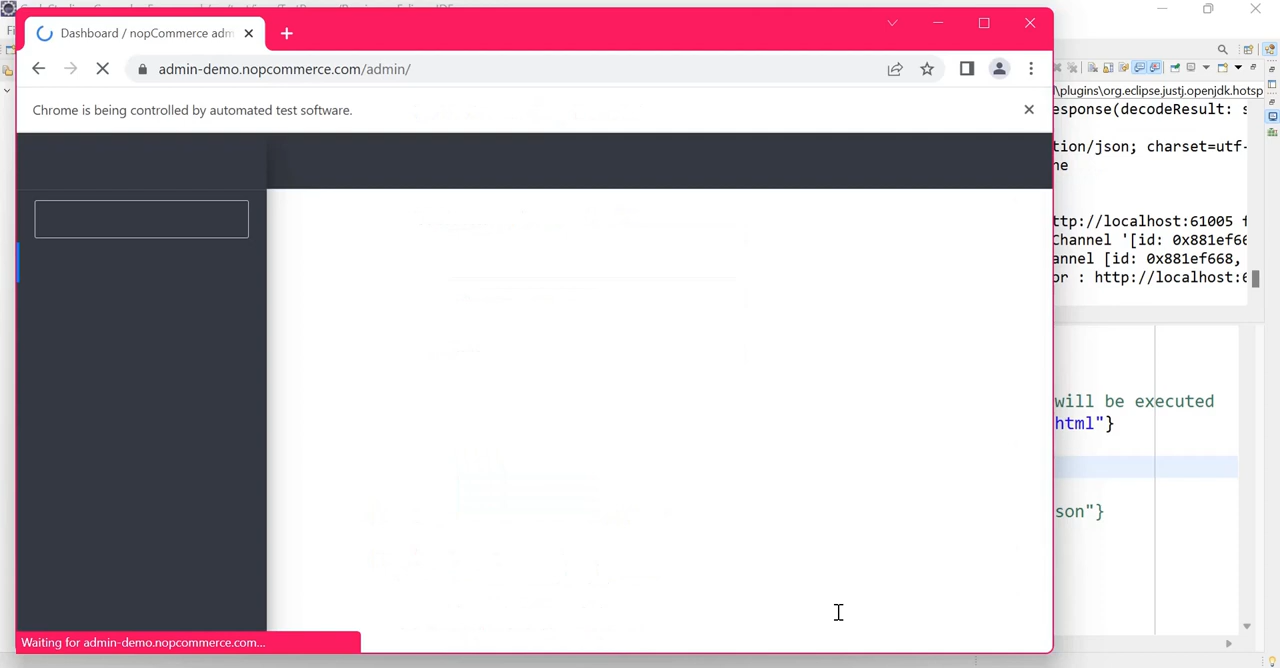 Dashboard / nopCommerce adm
admin-demo.nopcommerce.com/admin/
Chrome is being controlled by automated test software.
Waiting for admin-demo.nopcommerce.com...
\plugins\org.eclipse.justj.openjdk.hotsp
esponse(decodeResult: s
tion/json; charset=utf-
ne
ttp://localhost:61005 f
Channel '[id: 0x881ef66
annel [id: 0x881ef668,
or : http://localhost:6
will be executed
html"}
son"}